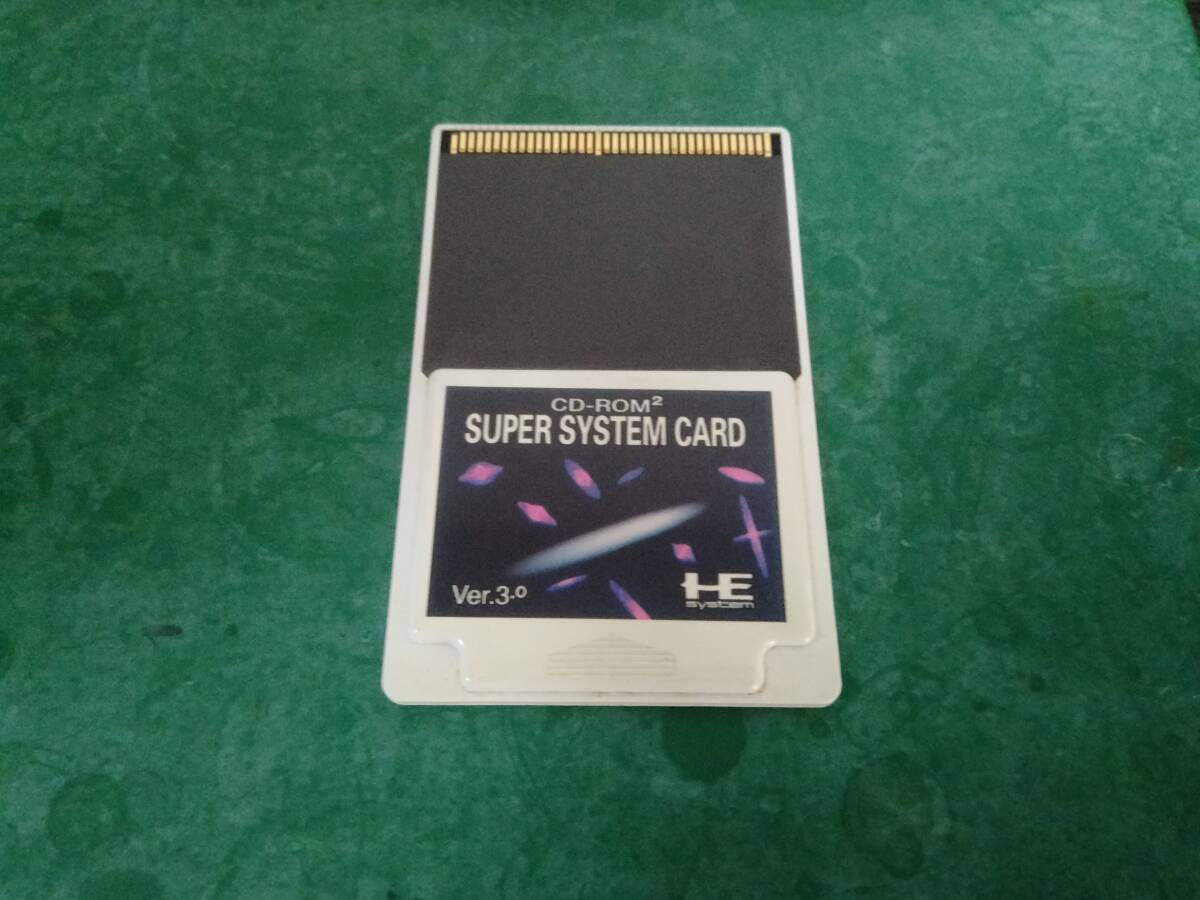 CD-ROM²
SUPER SYSTEM CARD
Ver.3.0
HE
system